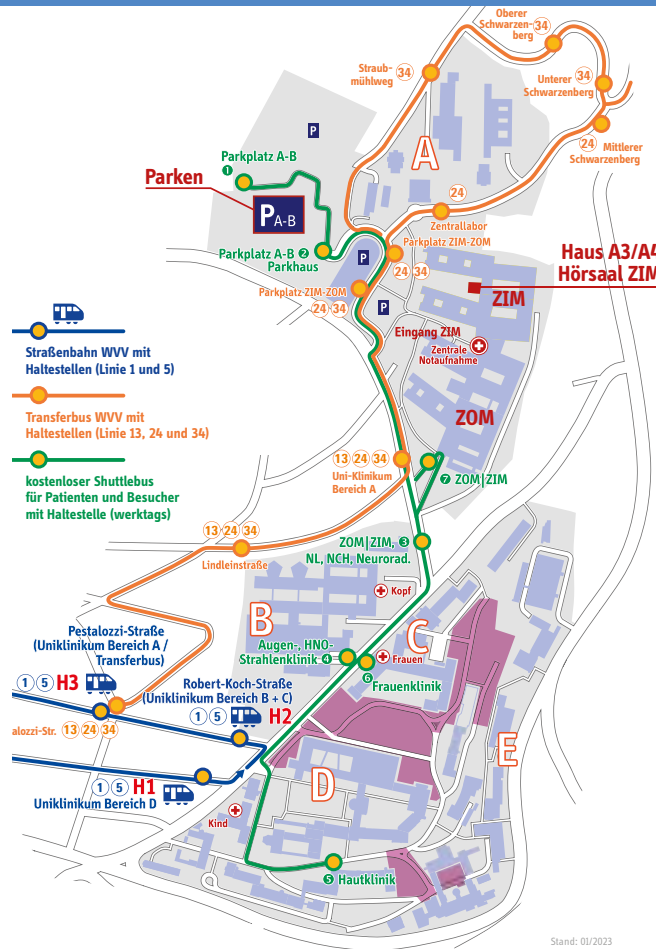 Oberer
Schwarzen-
berg
34
Straub-
mühlweg
34
Unterer
Schwarzenberg
34
24
Mittlerer
Schwarzenberg
A
P
Parkplatz A-B
1
Parken
P A-B
24
Zentrallabor
Parkplatz ZIM-ZOM
24 34
Parkplatz A-B 2
Parkhaus
P
Haus A3/A4
Hörsaal ZIM
ZIM
Parkplatz-ZIM-ZOM
24 34
P
Eingang ZIM
Zentrale
Notaufnahme
ZOM
Straßenbahn WVV mit
Haltestellen (Linie 1 und 5)
Transferbus WVV mit
Haltestellen (Linie 13, 24 und 34)
kostenloser Shuttlebus
für Patienten und Besucher
mit Haltestelle (werktags)
13 24 34
Uni-Klinikum
Bereich A
7 ZOM|ZIM
13 24 34
Lindleinstraße
ZOM|ZIM, 3
NL, NCH, Neurorad.
Kopf
B
C
Augen-, HNO-
Strahlenklinik 4
Frauen
6
Frauenklinik
Pestalozzi-Straße
(Uniklinikum Bereich A /
Transferbus)
1 5 H3
alozzi-Str. 13 24 34
Robert-Koch-Straße
(Uniklinikum Bereich B + C)
1 5 H2
1 5 H1
Uniklinikum Bereich D
D
E
Kind
5 Hautklinik
Stand: 01/2023